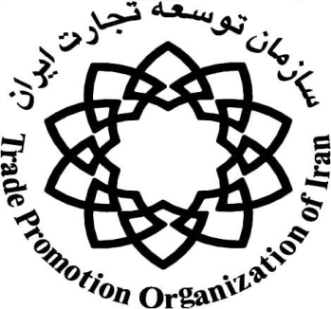 سازمان توسعه تجارت ایران
Trade Promotion Organization of Iran